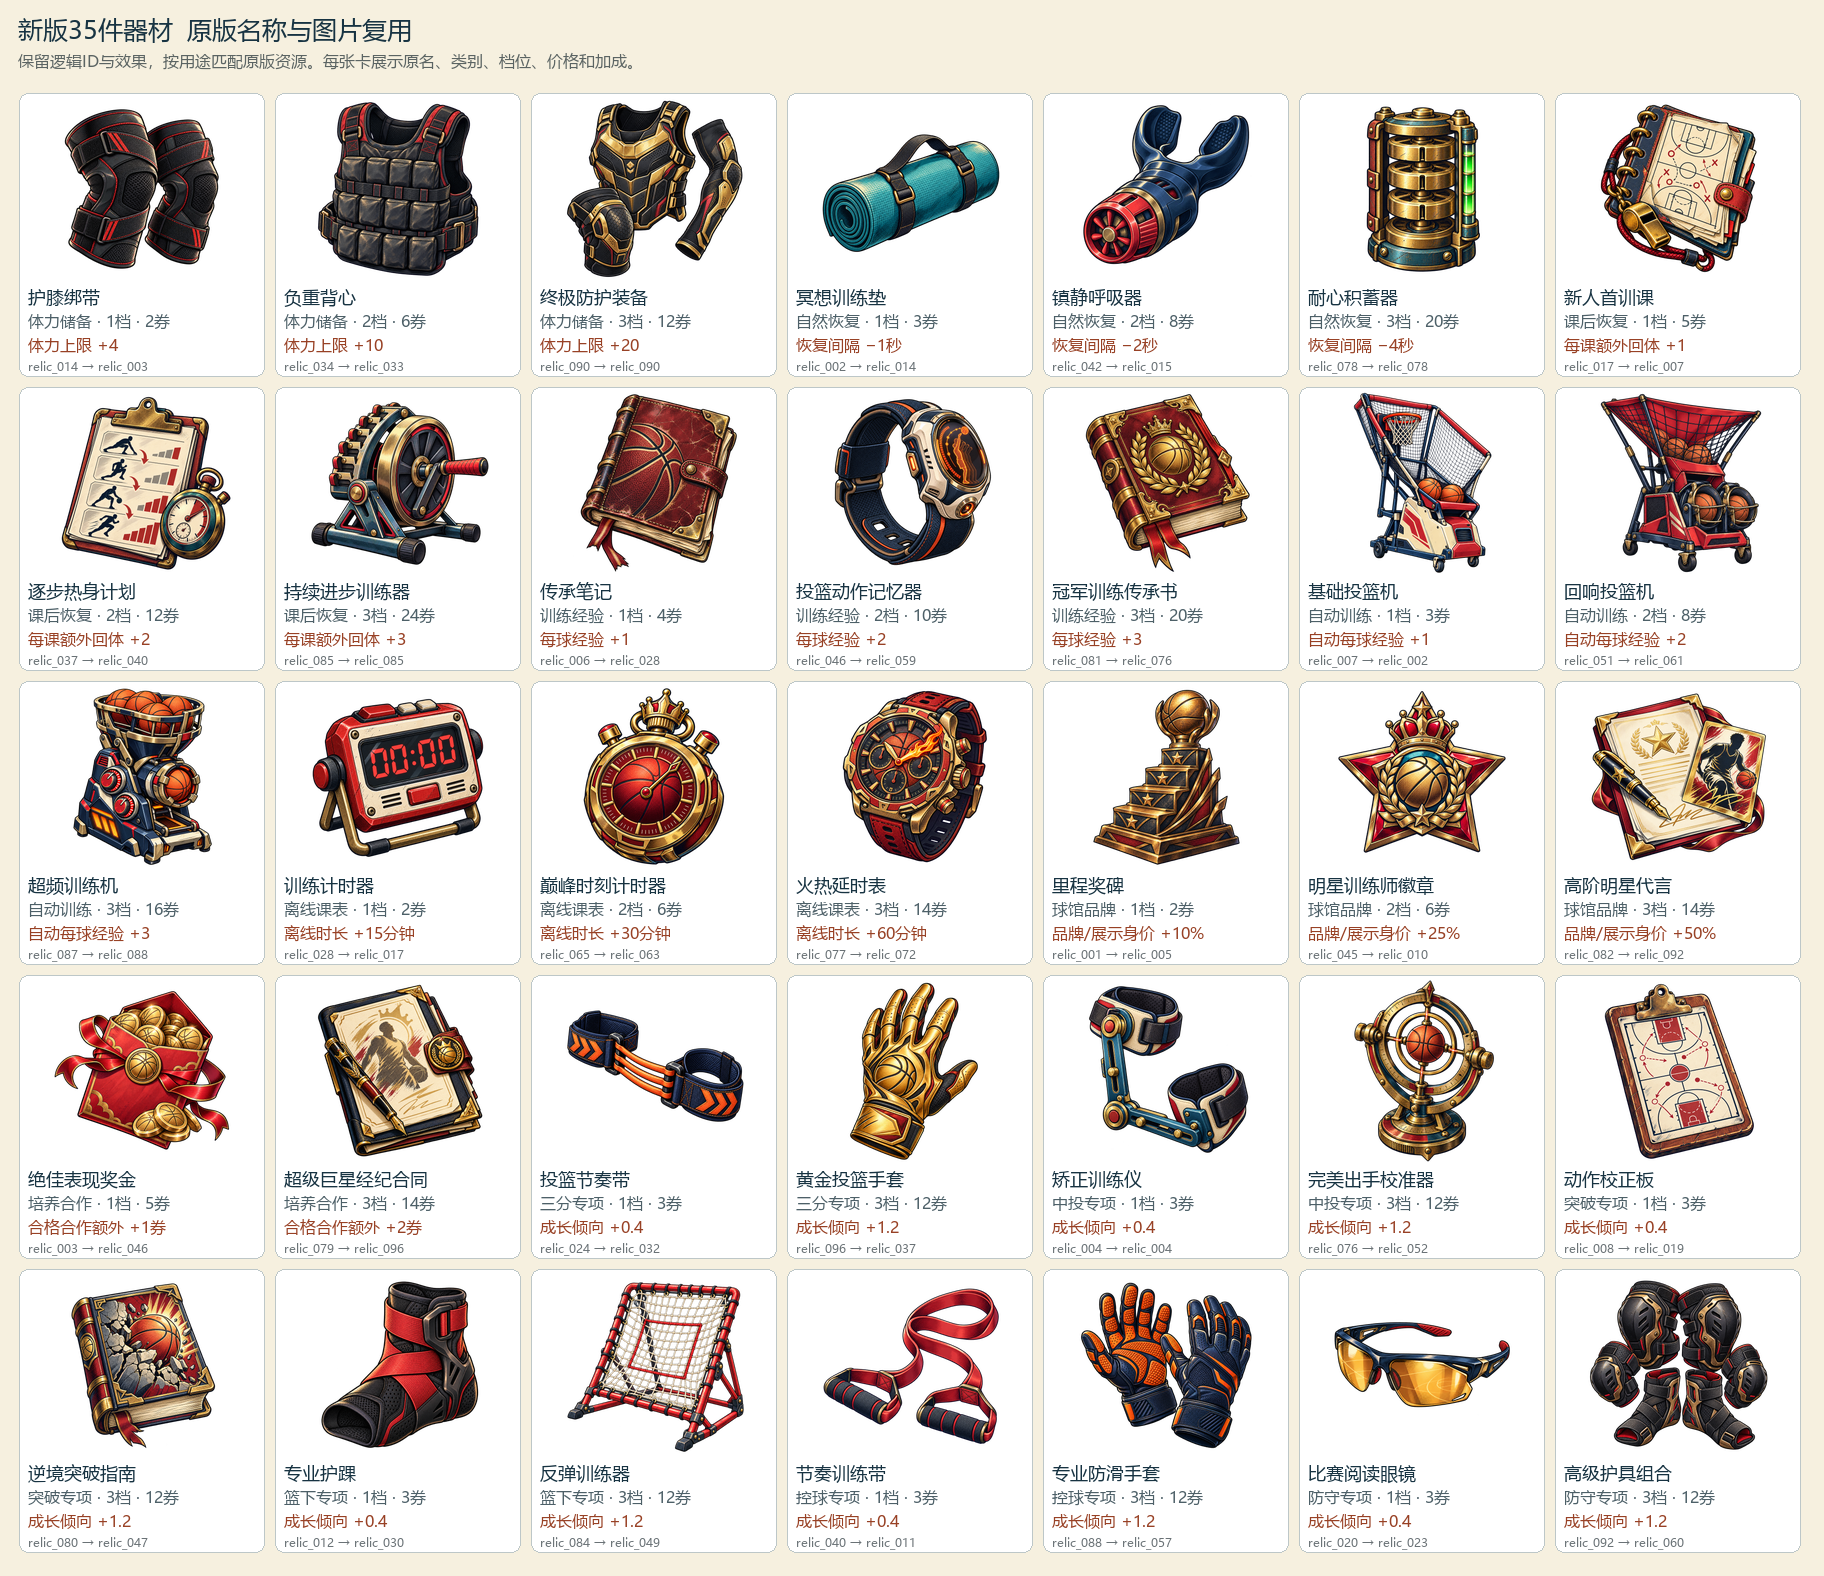 新版35件器材 原版名称与图片复用
保留逻辑ID与效果，按用途匹配原版资源。每张卡展示原名、类别、档位、价格和加成。
护膝绑带
体力储备 · 1档 · 2券
体力上限 +4
relic_014 → relic_003
负重背心
体力储备 · 2档 · 6券
体力上限 +10
relic_034 → relic_033
终极防护装备
体力储备 · 3档 · 12券
体力上限 +20
relic_090 → relic_090
冥想训练垫
自然恢复 · 1档 · 3券
恢复间隔 −1秒
relic_002 → relic_014
镇静呼吸器
自然恢复 · 2档 · 8券
恢复间隔 −2秒
relic_042 → relic_015
耐心积蓄器
自然恢复 · 3档 · 20券
恢复间隔 −4秒
relic_078 → relic_078
新人首训课
课后恢复 · 1档 · 5券
每课额外回体 +1
relic_017 → relic_007
逐步热身计划
课后恢复 · 2档 · 12券
每课额外回体 +2
relic_037 → relic_040
持续进步训练器
课后恢复 · 3档 · 24券
每课额外回体 +3
relic_085 → relic_085
传承笔记
训练经验 · 1档 · 4券
每球经验 +1
relic_006 → relic_028
投篮动作记忆器
训练经验 · 2档 · 10券
每球经验 +2
relic_046 → relic_059
冠军训练传承书
训练经验 · 3档 · 20券
每球经验 +3
relic_081 → relic_076
基础投篮机
自动训练 · 1档 · 3券
自动每球经验 +1
relic_007 → relic_002
回响投篮机
自动训练 · 2档 · 8券
自动每球经验 +2
relic_051 → relic_061
超频训练机
自动训练 · 3档 · 16券
自动每球经验 +3
relic_087 → relic_088
00:00
训练计时器
离线课表 · 1档 · 2券
离线时长 +15分钟
relic_028 → relic_017
巅峰时刻计时器
离线课表 · 2档 · 6券
离线时长 +30分钟
relic_065 → relic_063
火热延时表
离线课表 · 3档 · 14券
离线时长 +60分钟
relic_077 → relic_072
里程奖碑
球馆品牌 · 1档 · 2券
品牌/展示身价 +10%
relic_001 → relic_005
明星训练师徽章
球馆品牌 · 2档 · 6券
品牌/展示身价 +25%
relic_045 → relic_010
高阶明星代言
球馆品牌 · 3档 · 14券
品牌/展示身价 +50%
relic_082 → relic_092
绝佳表现奖金
培养合作 · 1档 · 5券
合格合作额外 +1券
relic_003 → relic_046
超级巨星经纪合同
培养合作 · 3档 · 14券
合格合作额外 +2券
relic_079 → relic_096
投篮节奏带
三分专项 · 1档 · 3券
成长倾向 +0.4
relic_024 → relic_032
黄金投篮手套
三分专项 · 3档 · 12券
成长倾向 +1.2
relic_096 → relic_037
矫正训练仪
中投专项 · 1档 · 3券
成长倾向 +0.4
relic_004 → relic_004
完美出手校准器
中投专项 · 3档 · 12券
成长倾向 +1.2
relic_076 → relic_052
动作校正板
突破专项 · 1档 · 3券
成长倾向 +0.4
relic_008 → relic_019
逆境突破指南
突破专项 · 3档 · 12券
成长倾向 +1.2
relic_080 → relic_047
专业护踝
篮下专项 · 1档 · 3券
成长倾向 +0.4
relic_012 → relic_030
反弹训练器
篮下专项 · 3档 · 12券
成长倾向 +1.2
relic_084 → relic_049
节奏训练带
控球专项 · 1档 · 3券
成长倾向 +0.4
relic_040 → relic_011
专业防滑手套
控球专项 · 3档 · 12券
成长倾向 +1.2
relic_088 → relic_057
比赛阅读眼镜
防守专项 · 1档 · 3券
成长倾向 +0.4
relic_020 → relic_023
高级护具组合
防守专项 · 3档 · 12券
成长倾向 +1.2
relic_092 → relic_060